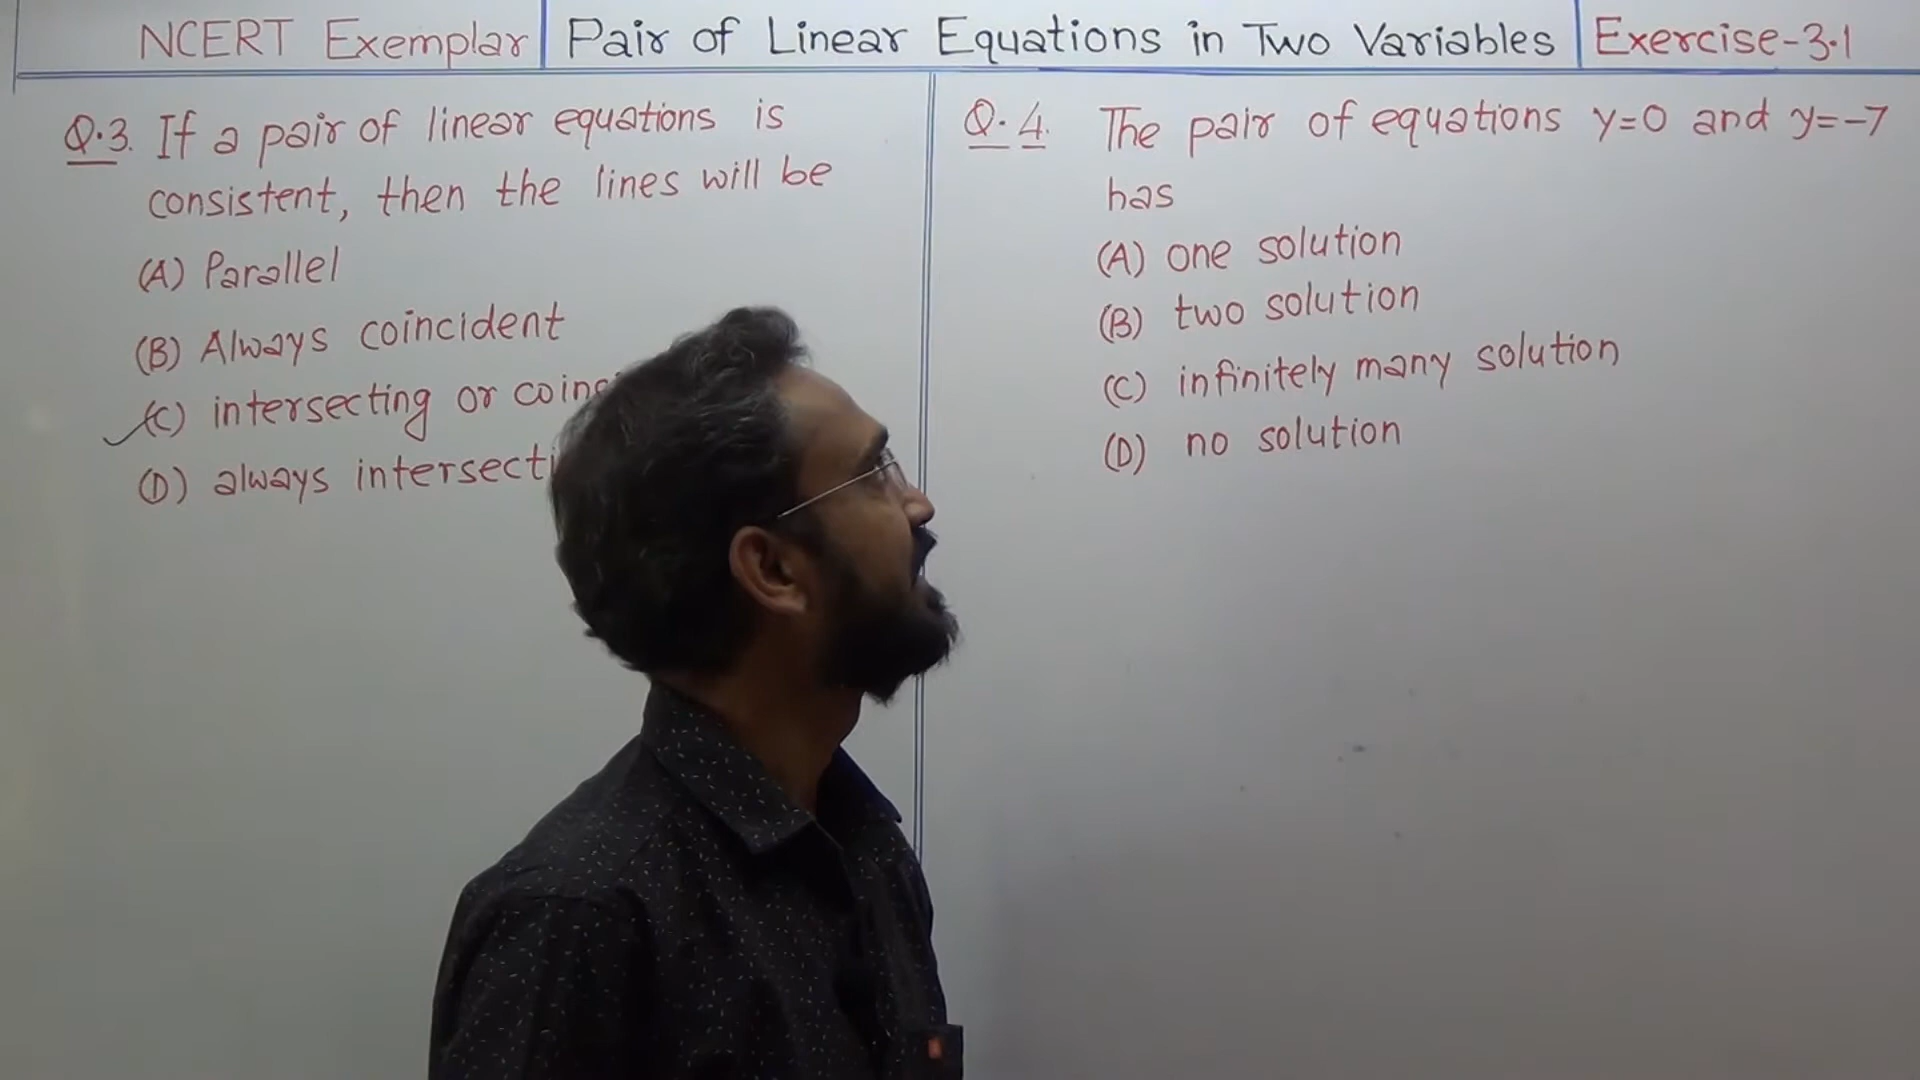 NCERT Exemplar Pair of Linear Equations in Two Variables Exercise-3.1
Q.3. If a pair of linear equations is
consistent, then the lines will be
(A) Parallel
(B) Always coincident
(C) intersecting or
(D) always
Q.4. The pair of equations y=0 and y=-7
has
(A) one solution
(B) two solution
(C) infinitely many solution
(D) no solution